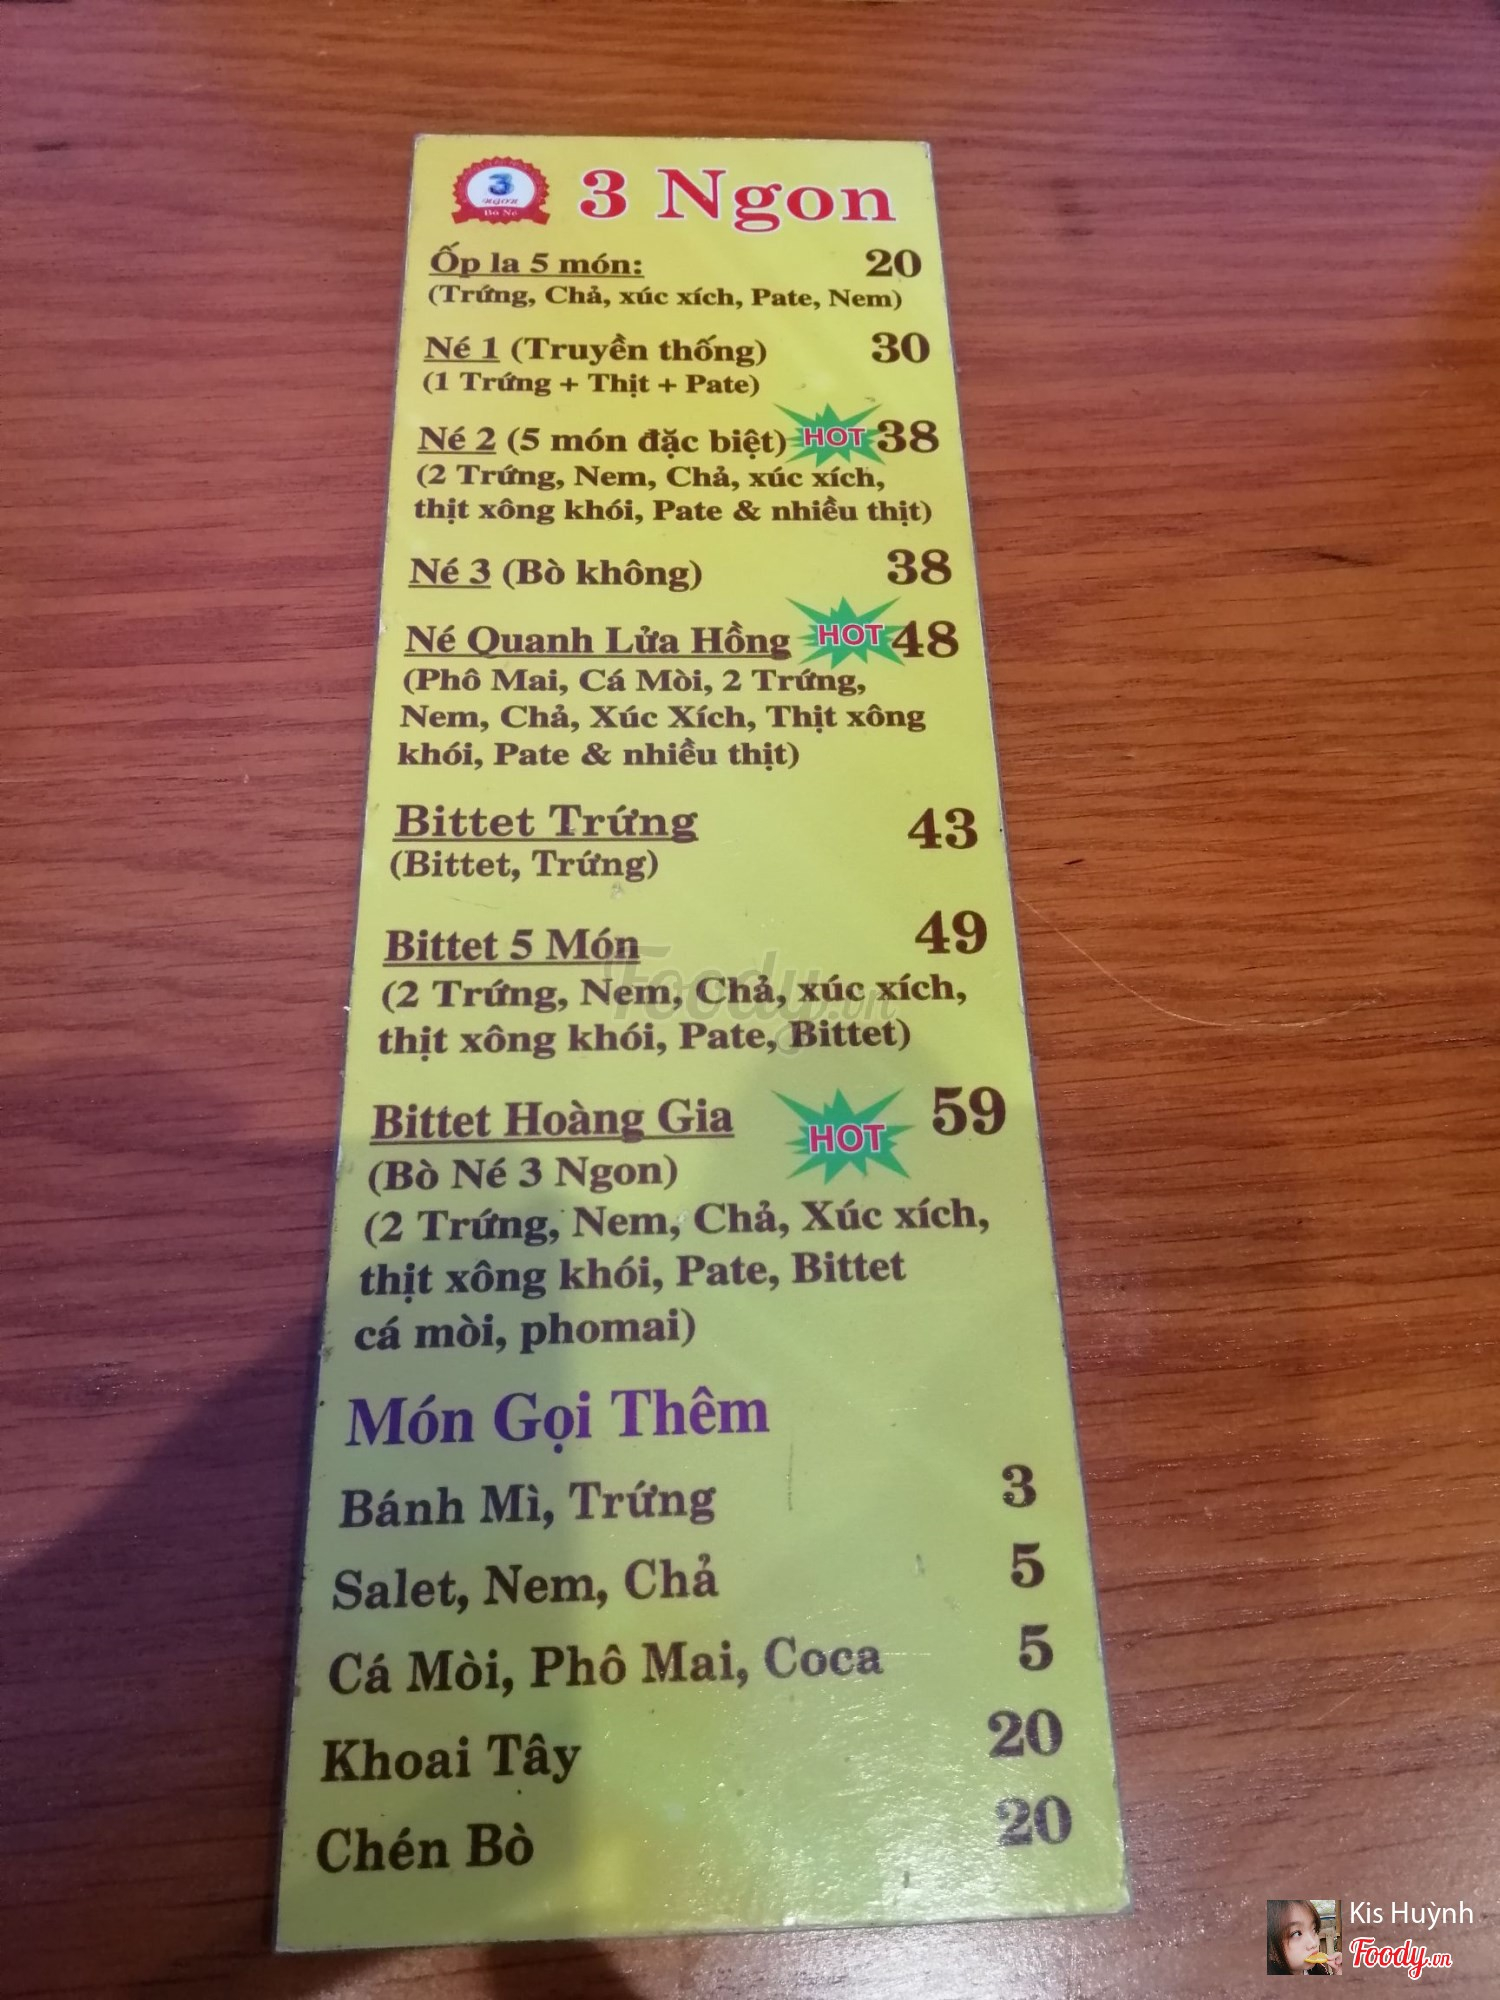 3
NGON
Bò Né
3 Ngon
Ốp la 5 món: 20
(Trứng, Chả, xúc xích, Pate, Nem)
Né 1 (Truyền thống) 30
(1 Trứng + Thịt + Pate)
Né 2 (5 món đặc biệt) HOT 38
(2 Trứng, Nem, Chả, xúc xích,
thịt xông khói, Pate & nhiều thịt)
Né 3 (Bò không) 38
Né Quanh Lửa Hồng HOT 48
(Phô Mai, Cá Mòi, 2 Trứng,
Nem, Chả, Xúc Xích, Thịt xông
khói, Pate & nhiều thịt)
Bittet Trứng 43
(Bittet, Trứng)
Bittet 5 Món 49
(2 Trứng, Nem, Chả, xúc xích,
thịt xông khói, Pate, Bittet)
Foody.vn
Bittet Hoàng Gia HOT 59
(Bò Né 3 Ngon)
(2 Trứng, Nem, Chả, Xúc xích,
thịt xông khói, Pate, Bittet
cá mòi, phomai)
Món Gọi Thêm
Bánh Mì, Trứng 3
Salet, Nem, Chả 5
Cá Mòi, Phô Mai, Coca 5
Khoai Tây 20
Chén Bò 20
Kis Huỳnh
Foody.vn